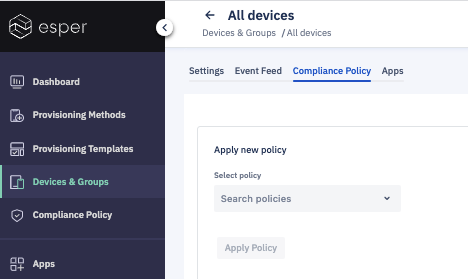 esper
Dashboard
Provisioning Methods
Provisioning Templates
Devices & Groups
Compliance Policy
Apps
All devices
Devices & Groups / All devices
Settings Event Feed Compliance Policy Apps
Apply new policy
Select policy
Search policies
Apply Policy